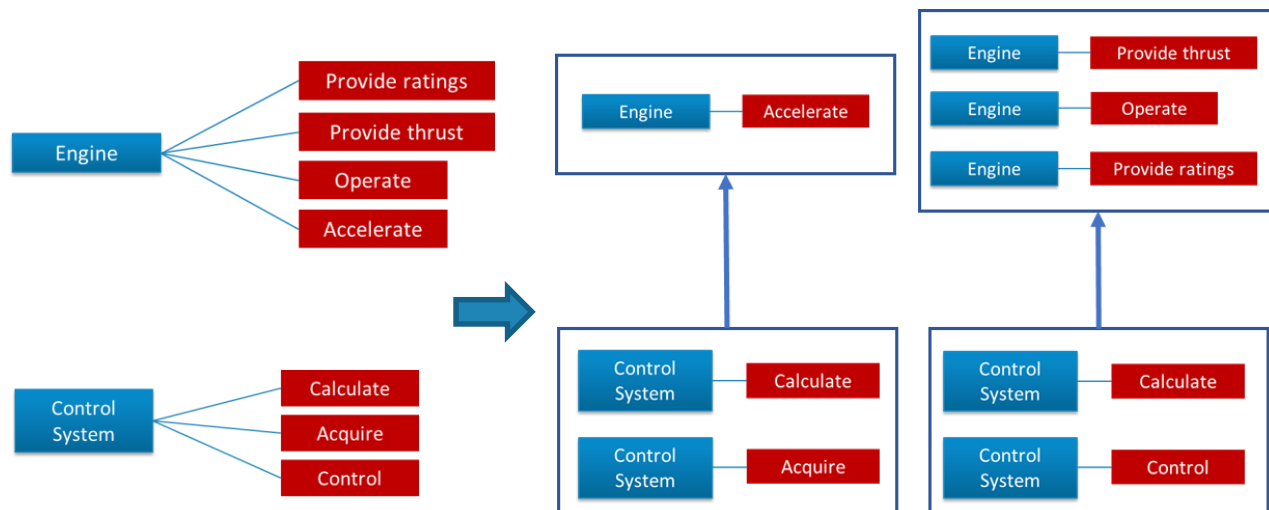 Engine
Provide ratings
Provide thrust
Operate
Accelerate
Control
System
Calculate
Acquire
Control
Engine
Accelerate
Engine
Provide thrust
Engine
Operate
Engine
Provide ratings
Control
System
Calculate
Control
System
Acquire
Control
System
Calculate
Control
System
Control